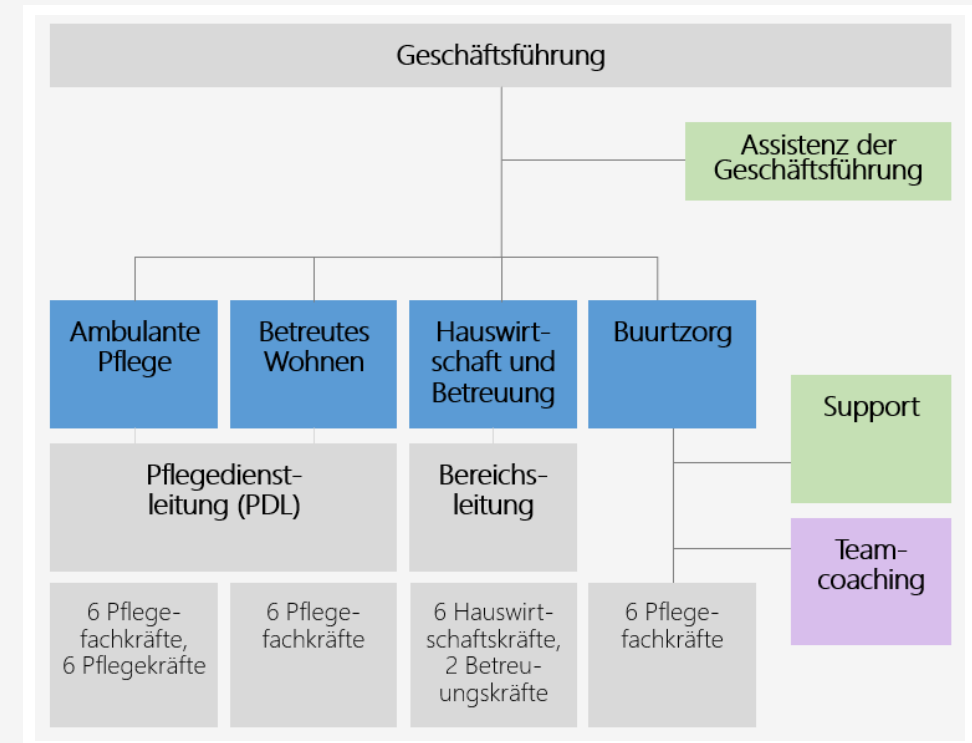 Geschäftsführung
Assistenz der
Geschäftsführung
Ambulante
Pflege
Betreutes
Wohnen
Hauswirt-
schaft und
Betreuung
Buurtzorg
Support
Pflegedienst-
leitung (PDL)
Bereichs-
leitung
Team-
coaching
6 Pflege-
fachkräfte,
6 Pflegekräfte
6 Pflege-
fachkräfte
6 Hauswirt-
schaftskräfte,
2 Betreu-
ungskräfte
6 Pflege-
fachkräfte